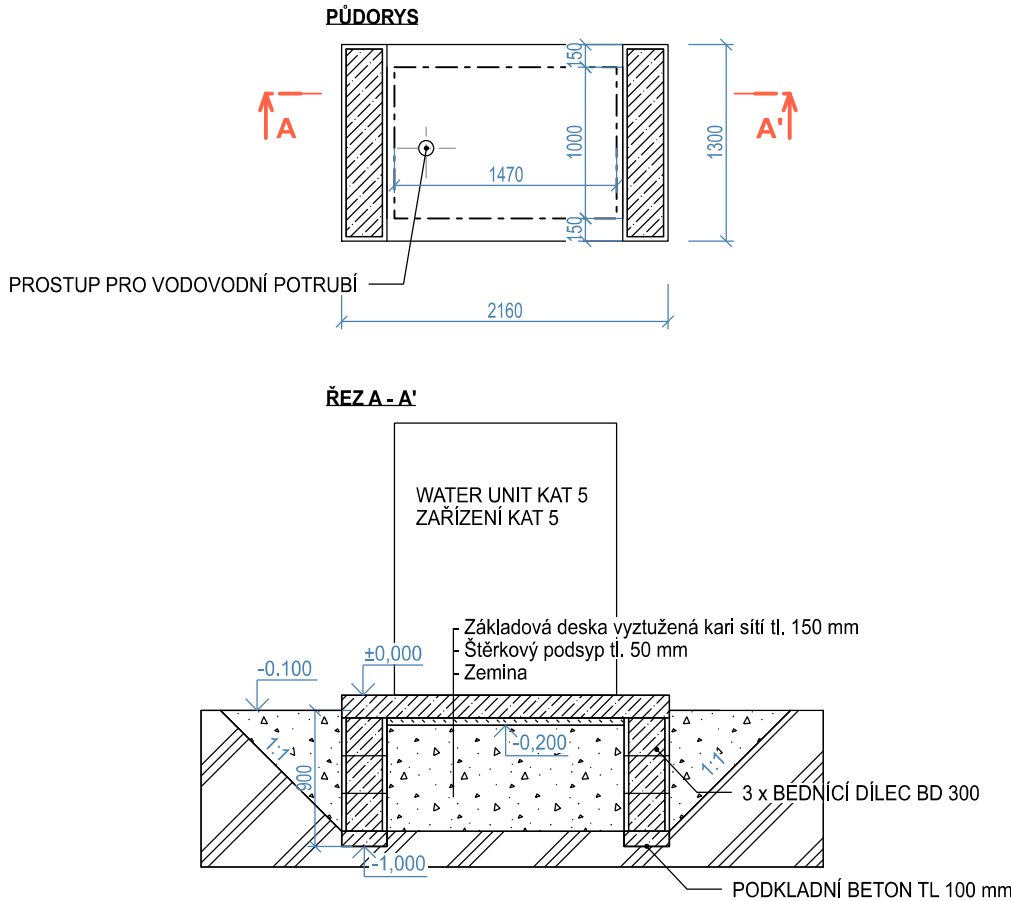 PŮDORYS
150
A
A'
1000
1300
1470
150
PROSTUP PRO VODOVODNÍ POTRUBÍ
2160
ŘEZ A - A'
WATER UNIT KAT 5
ZAŘÍZENÍ KAT 5
Základová deska vyztužená kari sítí tl. 150 mm
Štěrkový podsyp tl. 50 mm
Zemina
±0,000
-0.100
-0,200
1:1
1:1
900
3 x BEDNÍCÍ DÍLEC BD 300
-1,000
PODKLADNÍ BETON TL 100 mm